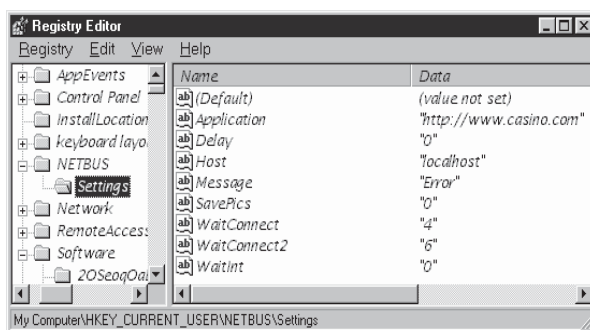 Registry Editor
Registry Edit View Help
AppEvents
Control Panel
InstallLocation
keyboard layo
NETBUS
Settings
Network
RemoteAccess
Software
Name Data
(Default) (value not set)
Application "http://www.casino.com"
Delay "0"
Host "localhost"
Message "Error"
SavePics "0"
WaitConnect "4"
WaitConnect2 "6"
WaitInt "0"
My Computer\HKEY_CURRENT_USER\NETBUS\Settings